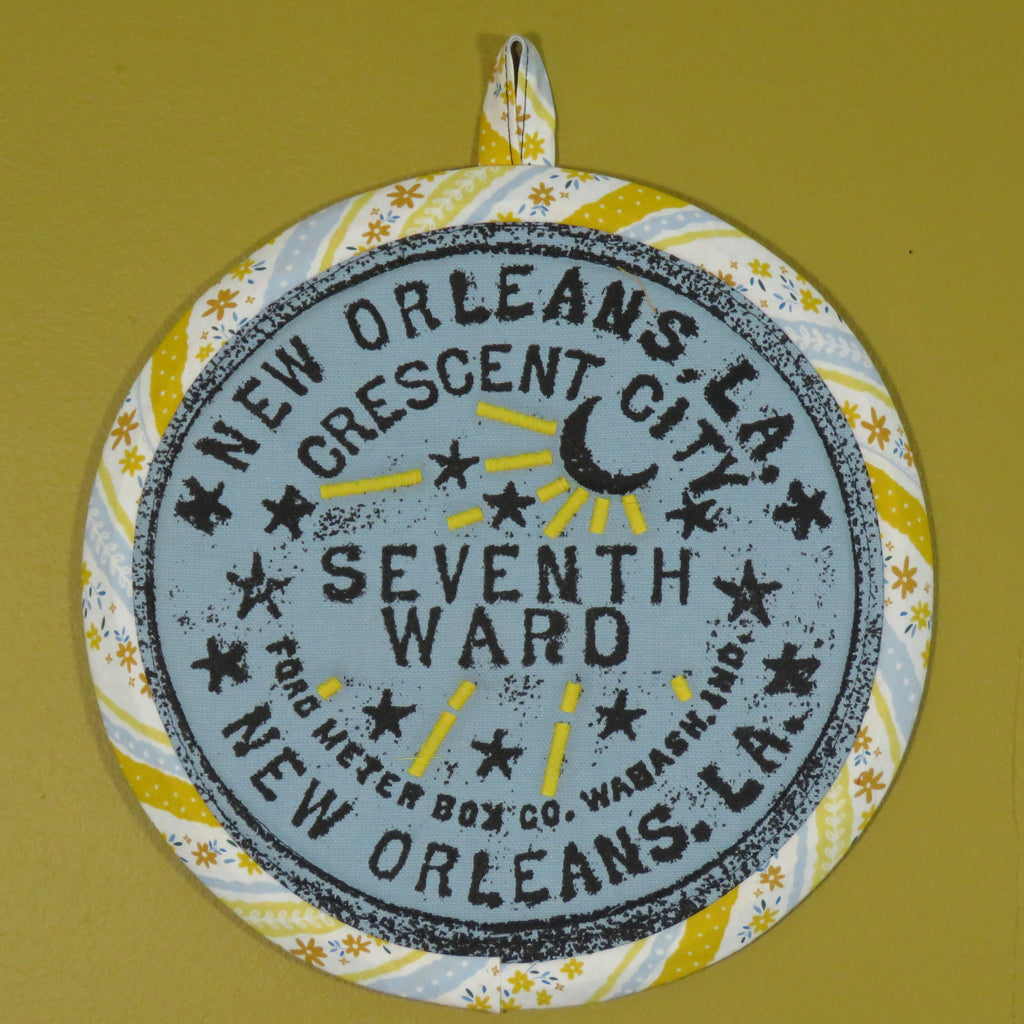 NEW ORLEANS, LA.
CRESCENT CITY
SEVENTH
WARD
FORD METER BOX CO. WABASH, IND.
NEW ORLEANS, LA.